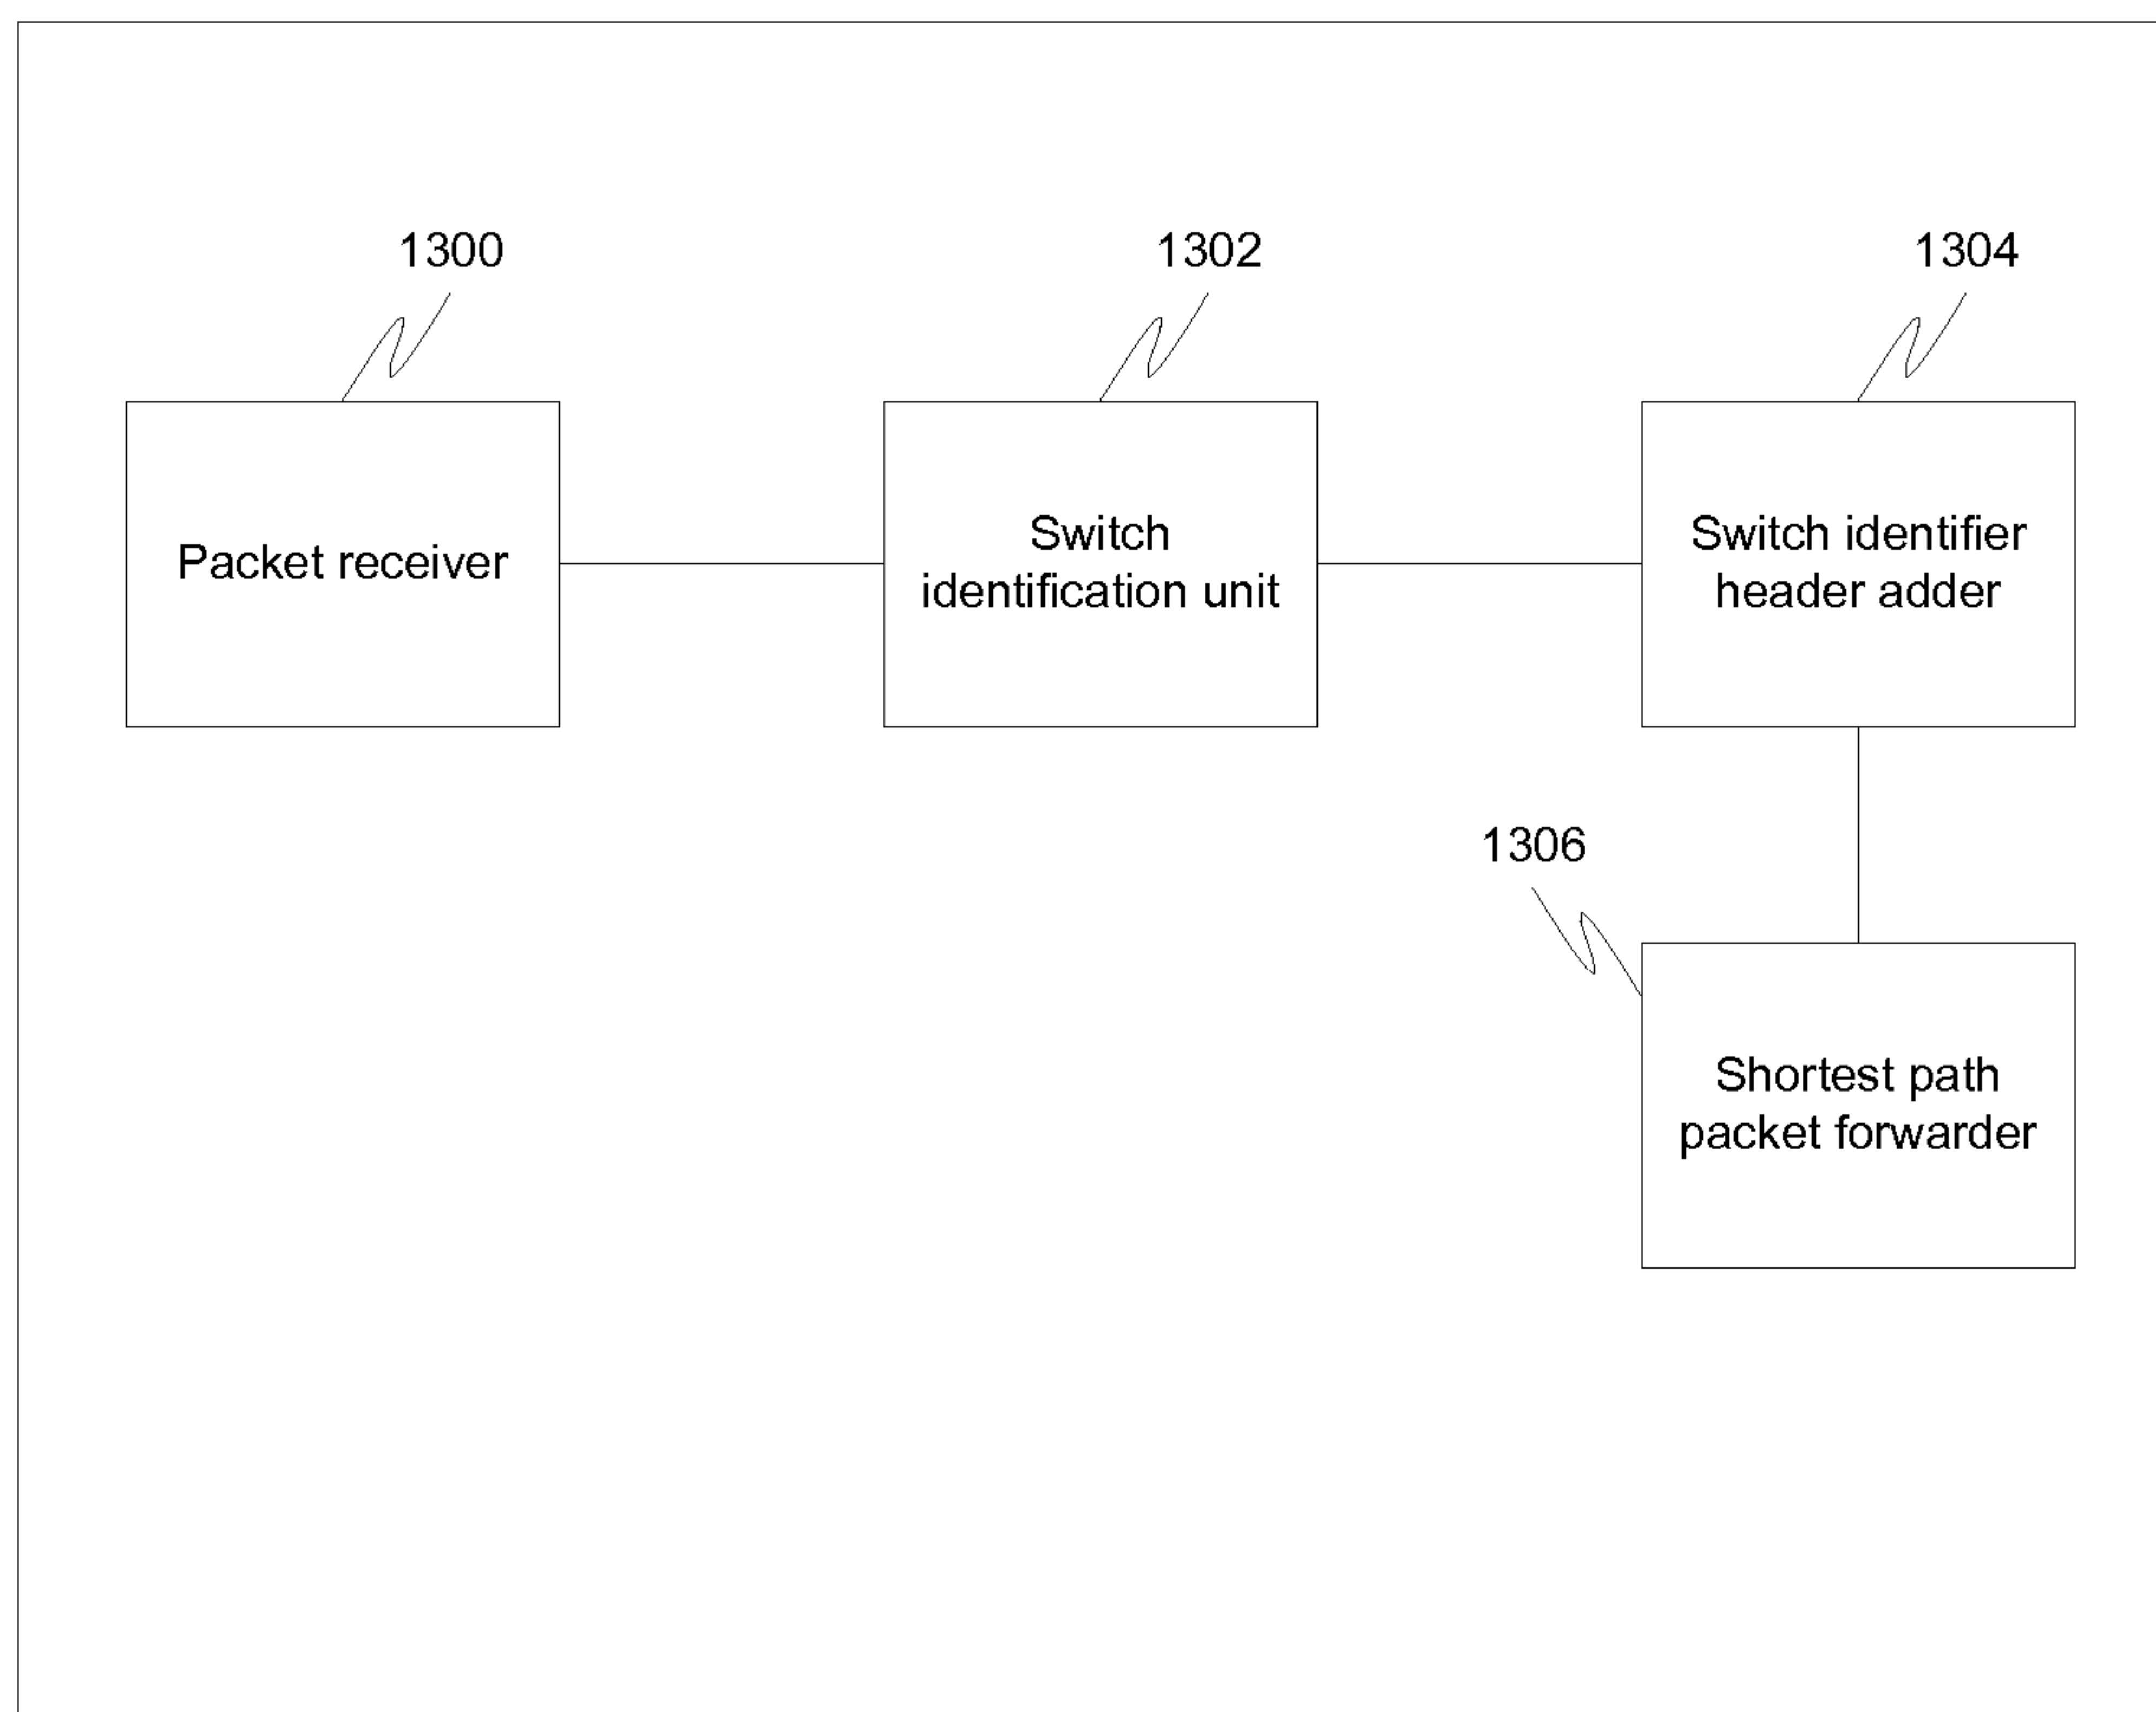 1300
1302
1304
Packet receiver
Switch
identification unit
Switch identifier
header adder
1306
Shortest path
packet forwarder